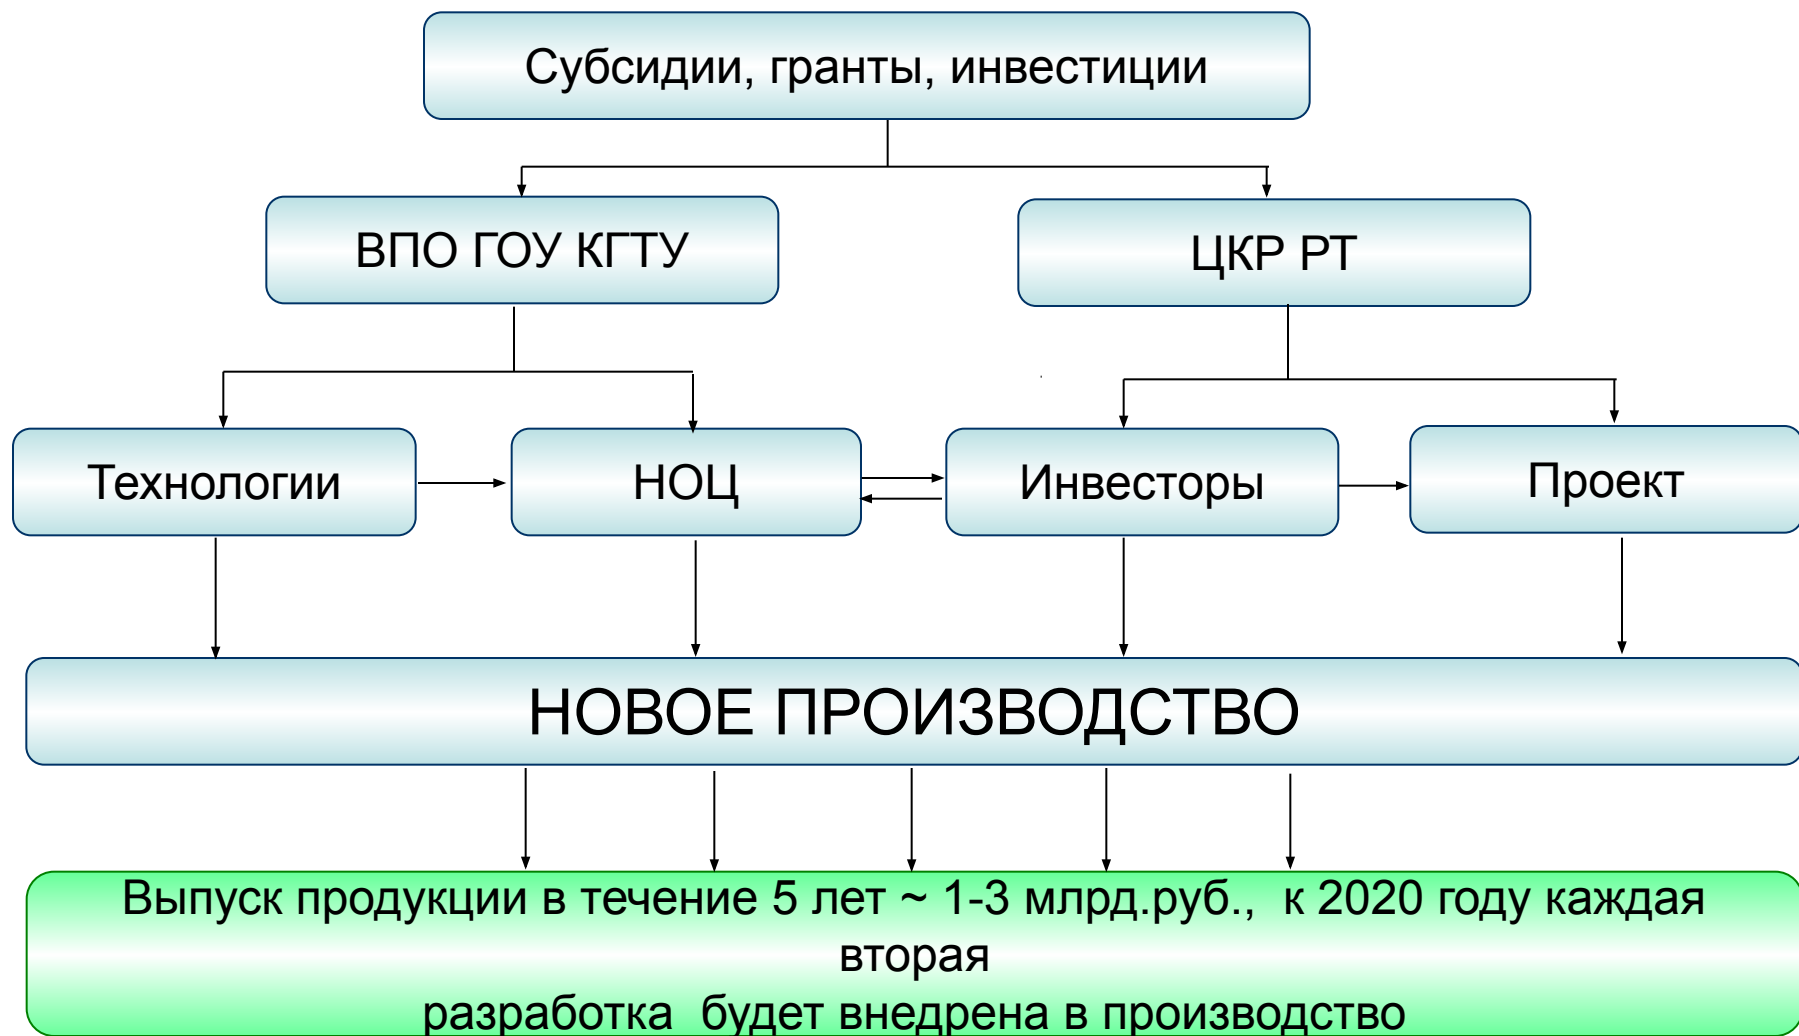 Субсидии, гранты, инвестиции
ВПО ГОУ КГТУ
ЦКР РТ
Технологии
НОЦ
Инвесторы
Проект
НОВОЕ ПРОИЗВОДСТВО
Выпуск продукции в течение 5 лет ~ 1-3 млрд.руб., к 2020 году каждая
вторая
разработка будет внедрена в производство